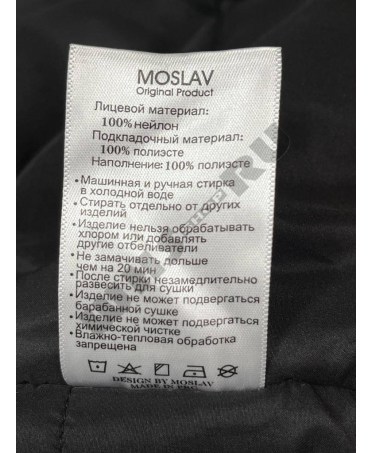 MOSLAV
Original Product
Лицевой материал:
100% нейлон
Подкладочный материал:
100% полиэсте
Наполнение: 100% полиэсте
• Машинная и ручная стирка
в холодной воде
• Стирать отдельно от других
изделий
• Изделие нельзя обрабатывать
хлором или добавлять
другие отбеливатели
• Не замачивать дольше
чем на 20 мин
• После стирки незамедлительно
развесить для сушки
• Изделие не может подвергаться
барабанной сушке
• Изделие не может подвергаться
химической чистке
• Влажно-тепловая обработка
запрещена
DESIGN BY MOSLAV
MADE IN PRC